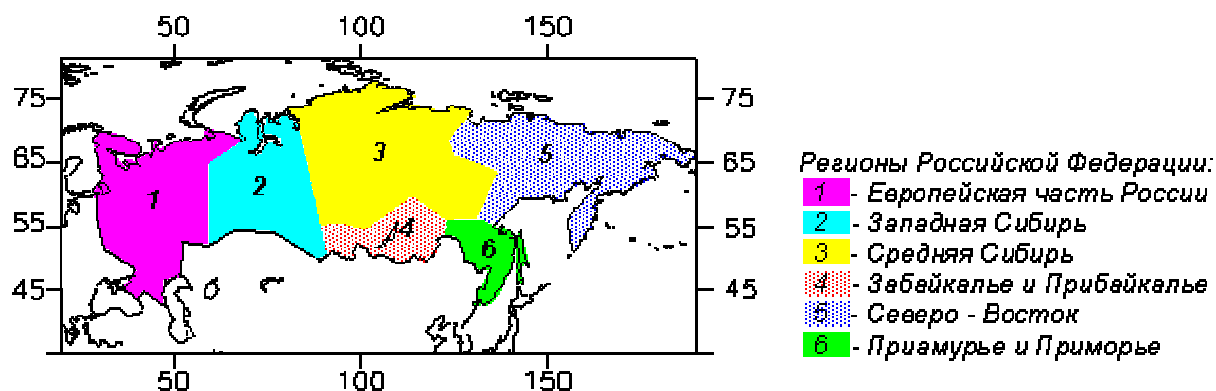 50 100 150
75 75
65 65
55 55
45 45
50 100 150
1
2
3
4
5
6
Регионы Российской Федерации:
1 - Европейская часть России
2 - Западная Сибирь
3 - Средняя Сибирь
4 - Забайкалье и Прибайкалье
5 - Северо - Восток
6 - Приамурье и Приморье